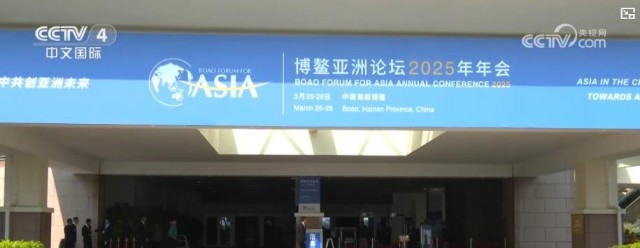 CCTV 4
中文国际
央视网
com
BOAO FORUM FOR
ASIA
博鳌亚洲论坛2025年年会
BOAO FORUM FOR ASIA ANNUAL CONFERENCE 2025
3月25-28日 中国海南博鳌
March 25-28 Boao, Hainan Province, China
中共创亚洲未来
ASIA IN THE C
TOWARDS A